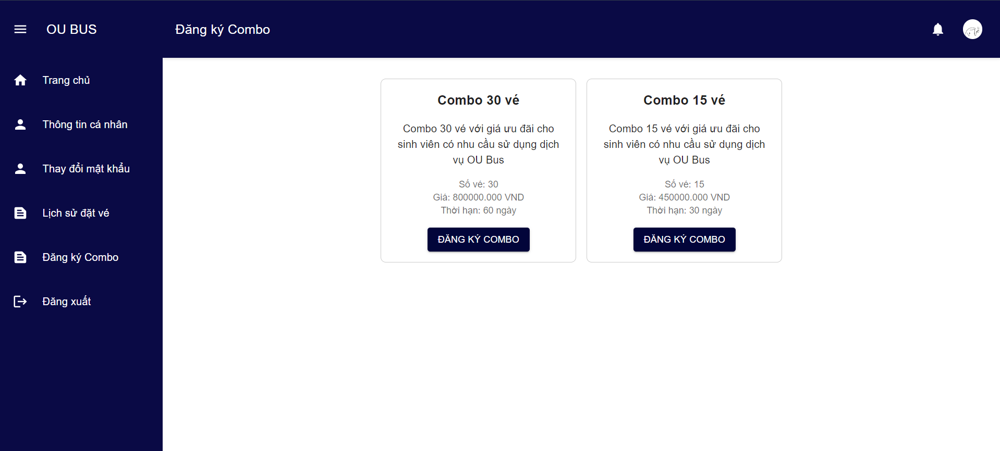 OU BUS
Đăng ký Combo
Trang chủ
Thông tin cá nhân
Thay đổi mật khẩu
Lịch sử đặt vé
Đăng ký Combo
Đăng xuất
Combo 30 vé
Combo 30 vé với giá ưu đãi cho
sinh viên có nhu cầu sử dụng dịch
vụ OU Bus
Số vé: 30
Giá: 800000.000 VND
Thời hạn: 60 ngày
ĐĂNG KÝ COMBO
Combo 15 vé
Combo 15 vé với giá ưu đãi cho
sinh viên có nhu cầu sử dụng dịch
vụ OU Bus
Số vé: 15
Giá: 450000.000 VND
Thời hạn: 30 ngày
ĐĂNG KÝ COMBO